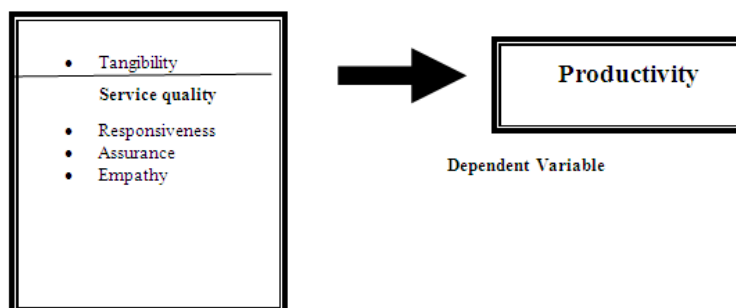 Tangibility
Service quality
Responsiveness
Assurance
Empathy
Productivity
Dependent Variable